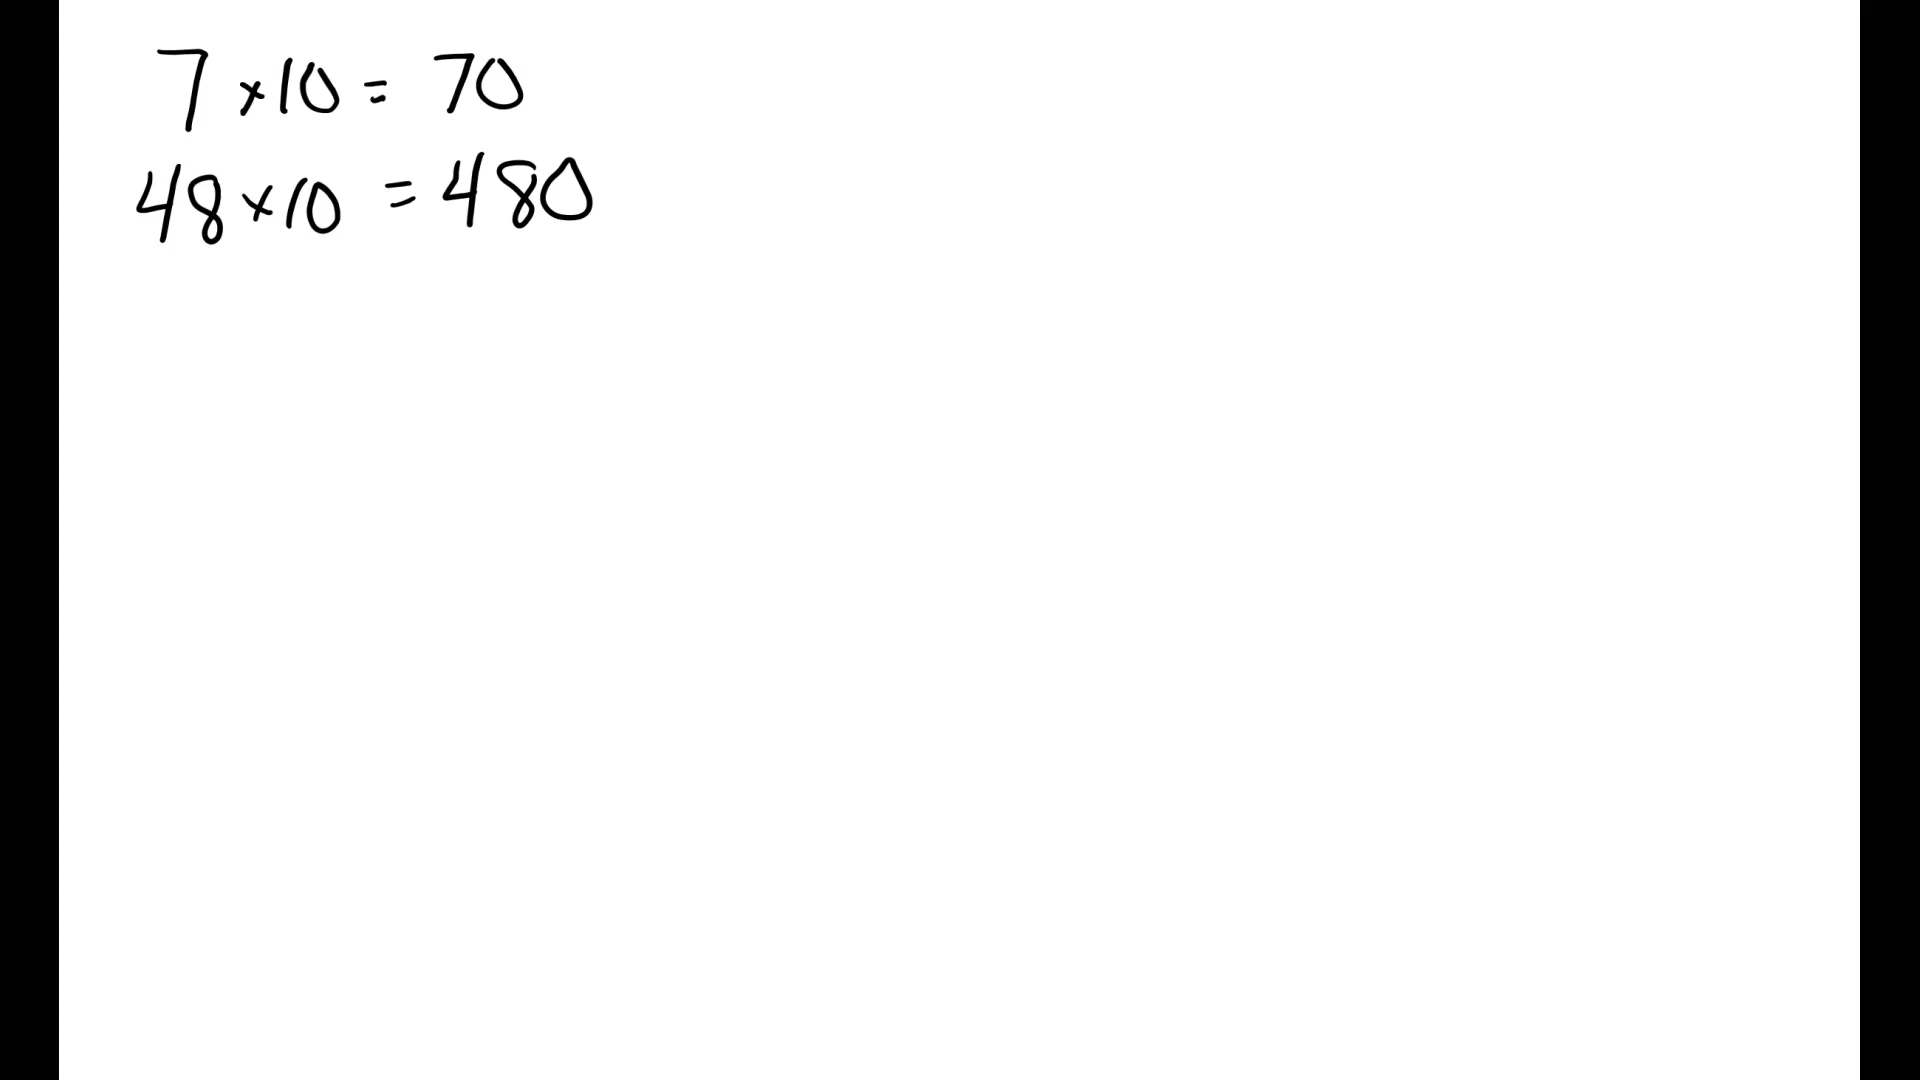 7 × 10 = 70
48 × 10 = 480